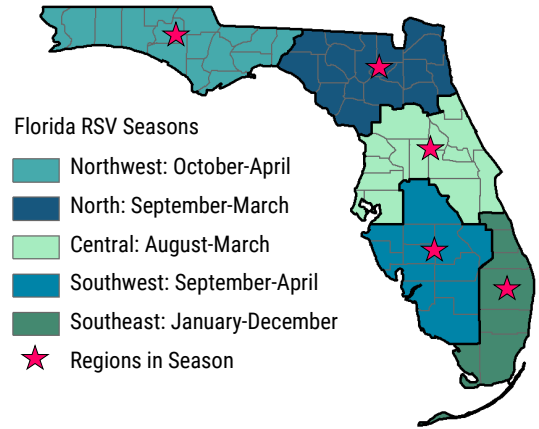 Florida RSV Seasons
Northwest: October-April
North: September-March
Central: August-March
Southwest: September-April
Southeast: January-December
Regions in Season